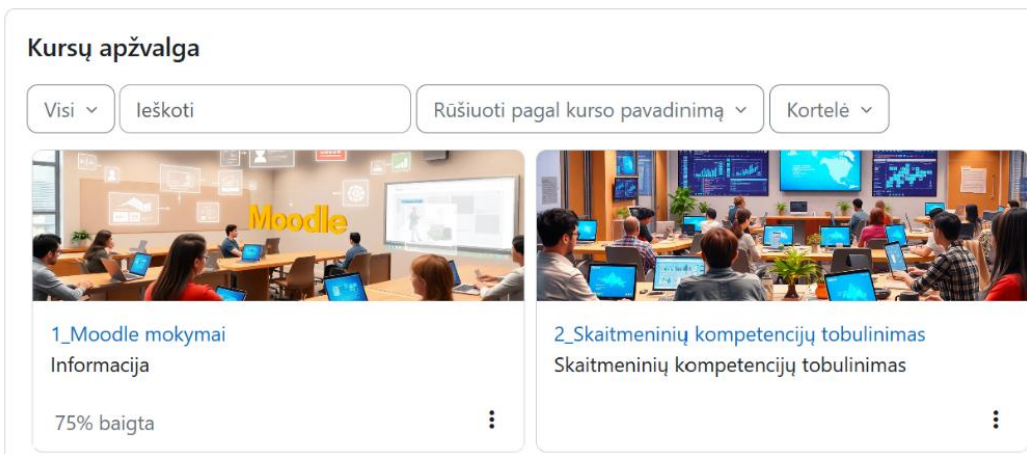 Kursų apžvalga
Visi
Ieškoti
Rūšiuoti pagal kurso pavadinimą
Kortelė
Moodle
1_Moodle mokymai
Informacija
75% baigta
2_Skaitmeninių kompetencijų tobulinimas
Skaitmeninių kompetencijų tobulinimas